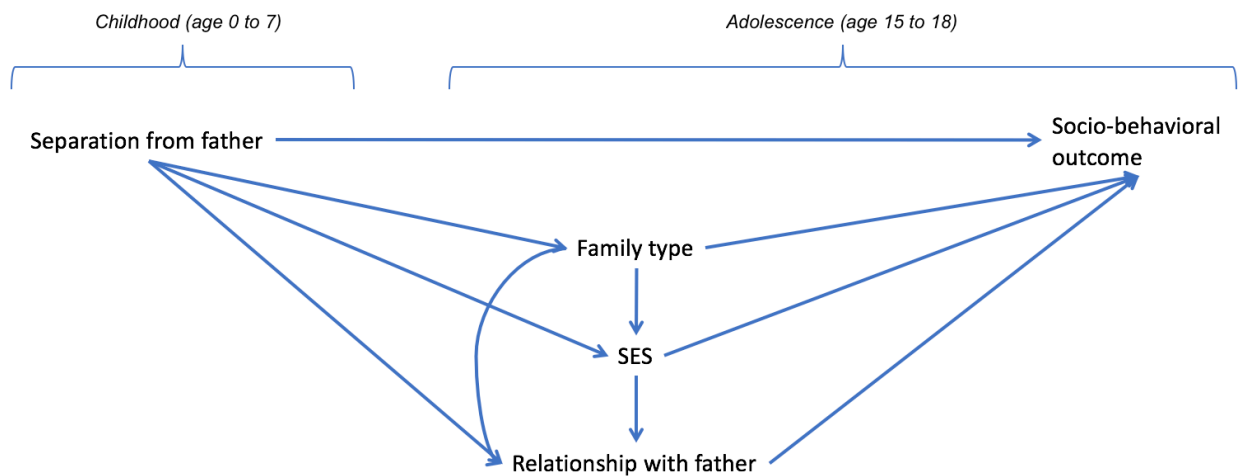 Childhood (age 0 to 7)
Adolescence (age 15 to 18)
Separation from father
Socio-behavioral
outcome
Family type
SES
Relationship with father